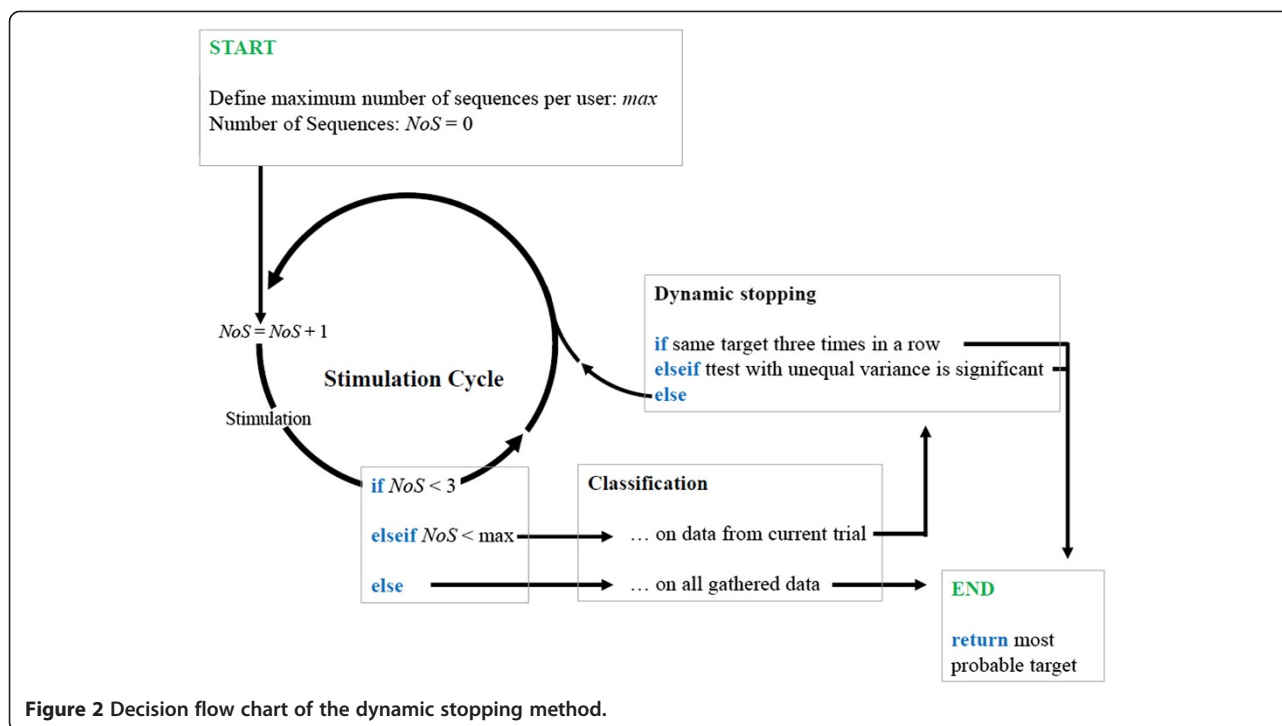 START
Define maximum number of sequences per user: max
Number of Sequences: NoS = 0
NoS = NoS + 1
Stimulation Cycle
Stimulation
if NoS < 3
elseif NoS < max
else
Classification
… on data from current trial
… on all gathered data
Dynamic stopping
if same target three times in a row
elseif ttest with unequal variance is significant
else
END
return most
probable target
Figure 2 Decision flow chart of the dynamic stopping method.